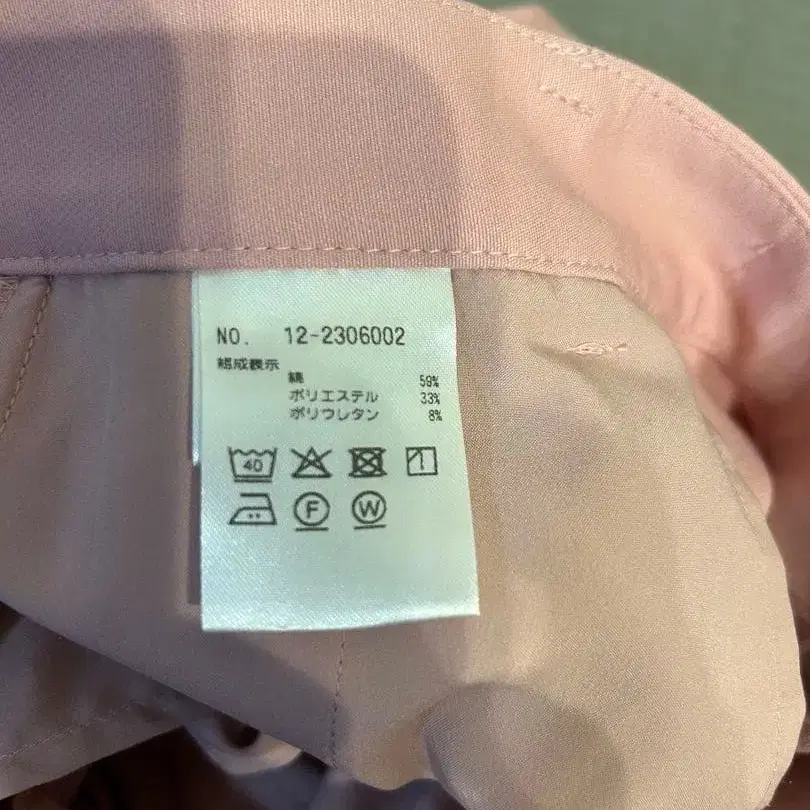 NO. 12-2306002
組成表示
綿 59%
ポリエステル 33%
ポリウレタン 8%
40
F W